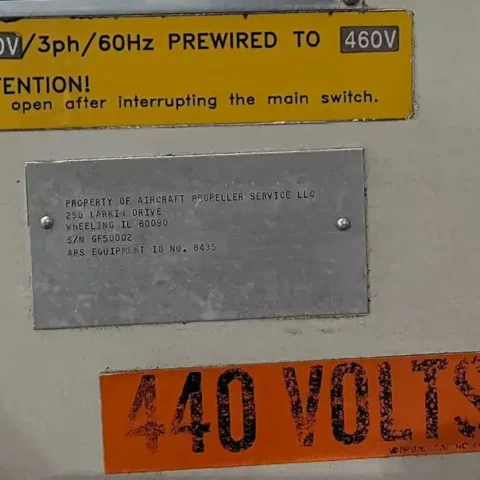 0V/3ph/60Hz PREWIRED TO 460V
TENTION!
open after interrupting the main switch.
PROPERTY OF AIRCRAFT PROPELLER SERVICE LLC
250 LARKIN DRIVE
WHEELING IL 60090
S/N GF50002
APS EQUIPMENT ID NO. 8435
440 VOLTS